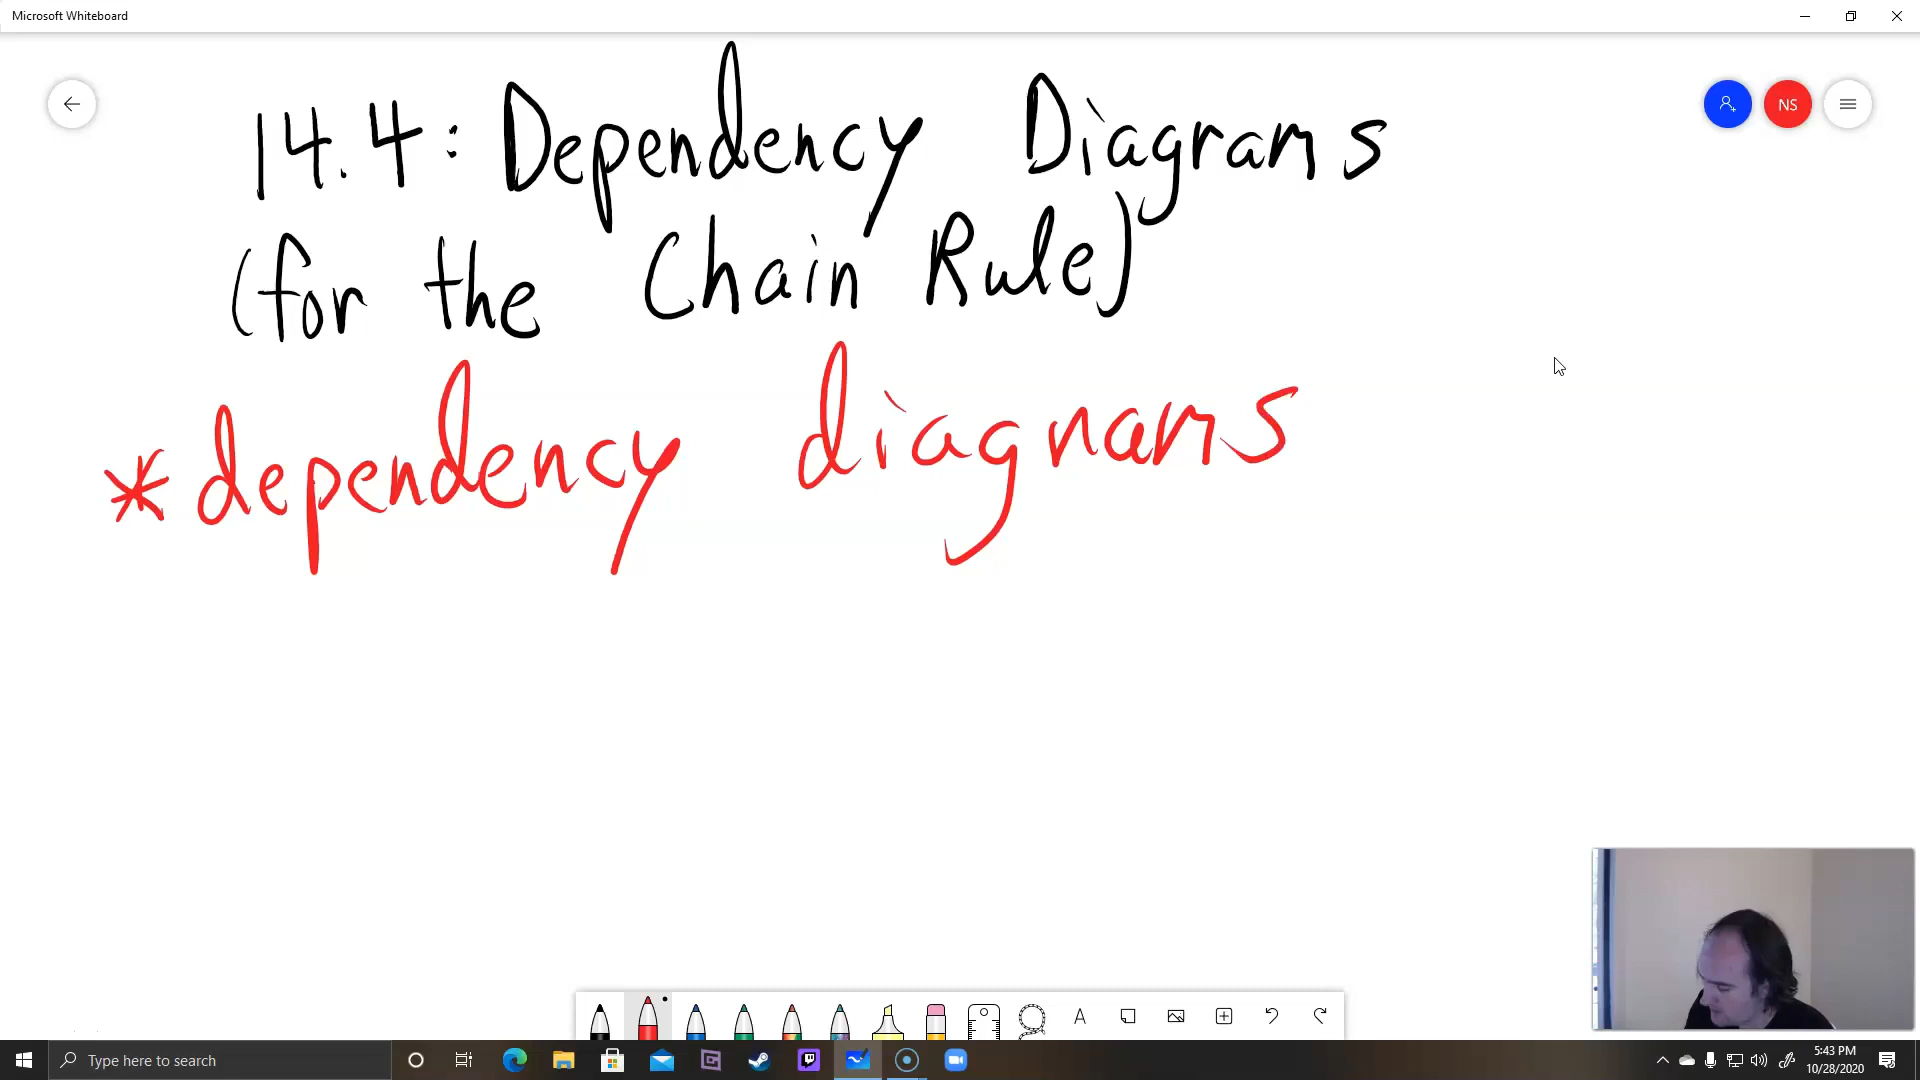 Microsoft Whiteboard
14.4: Dependency Diagrams
NS
(for the Chain Rule)
*dependency diagrams
A
Type here to search
5:43 PM
10/28/2020